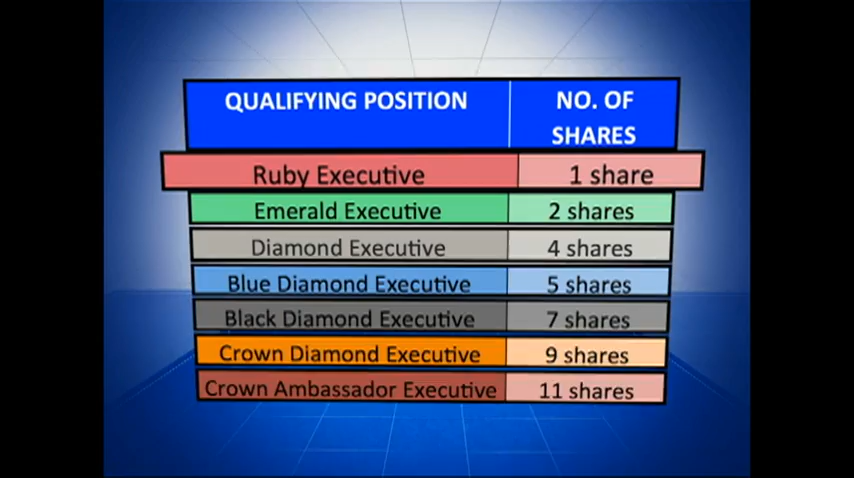 QUALIFYING POSITION NO. OF
SHARES
Ruby Executive 1 share
Emerald Executive 2 shares
Diamond Executive 4 shares
Blue Diamond Executive 5 shares
Black Diamond Executive 7 shares
Crown Diamond Executive 9 shares
Crown Ambassador Executive 11 shares